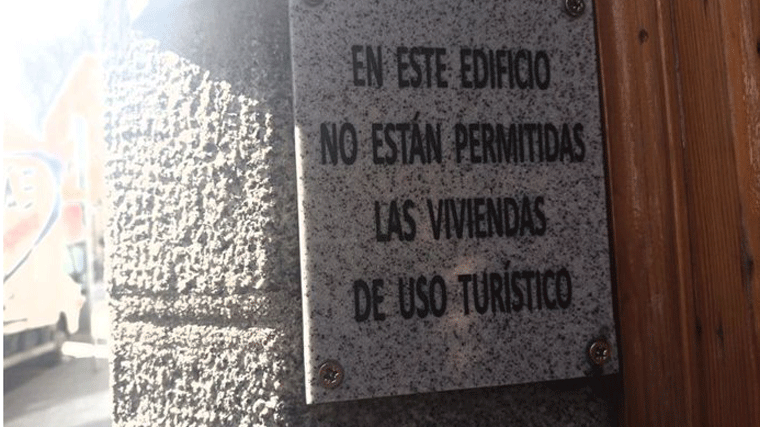 EN ESTE EDIFICIO
NO ESTÁN PERMITIDAS
LAS VIVIENDAS
DE USO TURÍSTICO